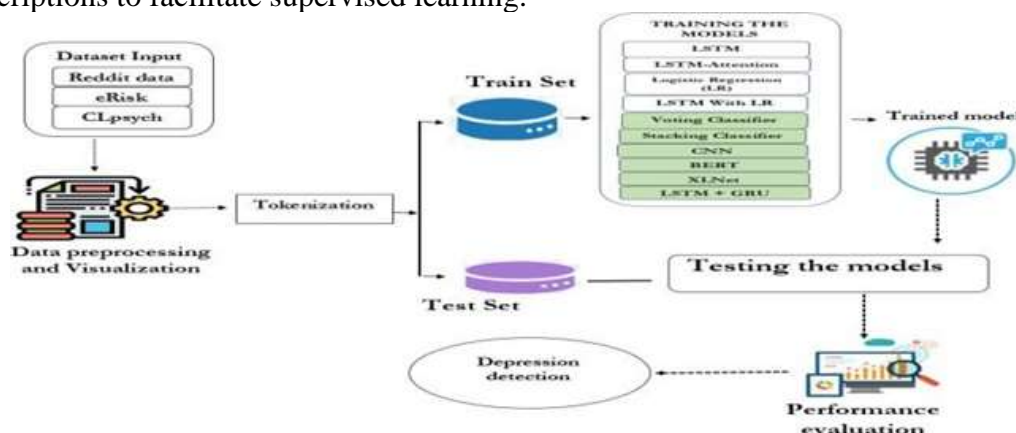 criptions to facilitate supervised learning.
Dataset Input
Reddit data
eRisk
CLpsych
Data preprocessing
and Visualization
Tokenization
Train Set
Test Set
TRAINING THE
MODELS
LSTM
LSTM-Attention
Logistic Regression
(LR)
LSTM With LR
Voting Classifier
Stacking Classifier
CNN
BERT
XLNet
LSTM + GRU
Trained model
Testing the models
Performance
evaluation
Depression
detection